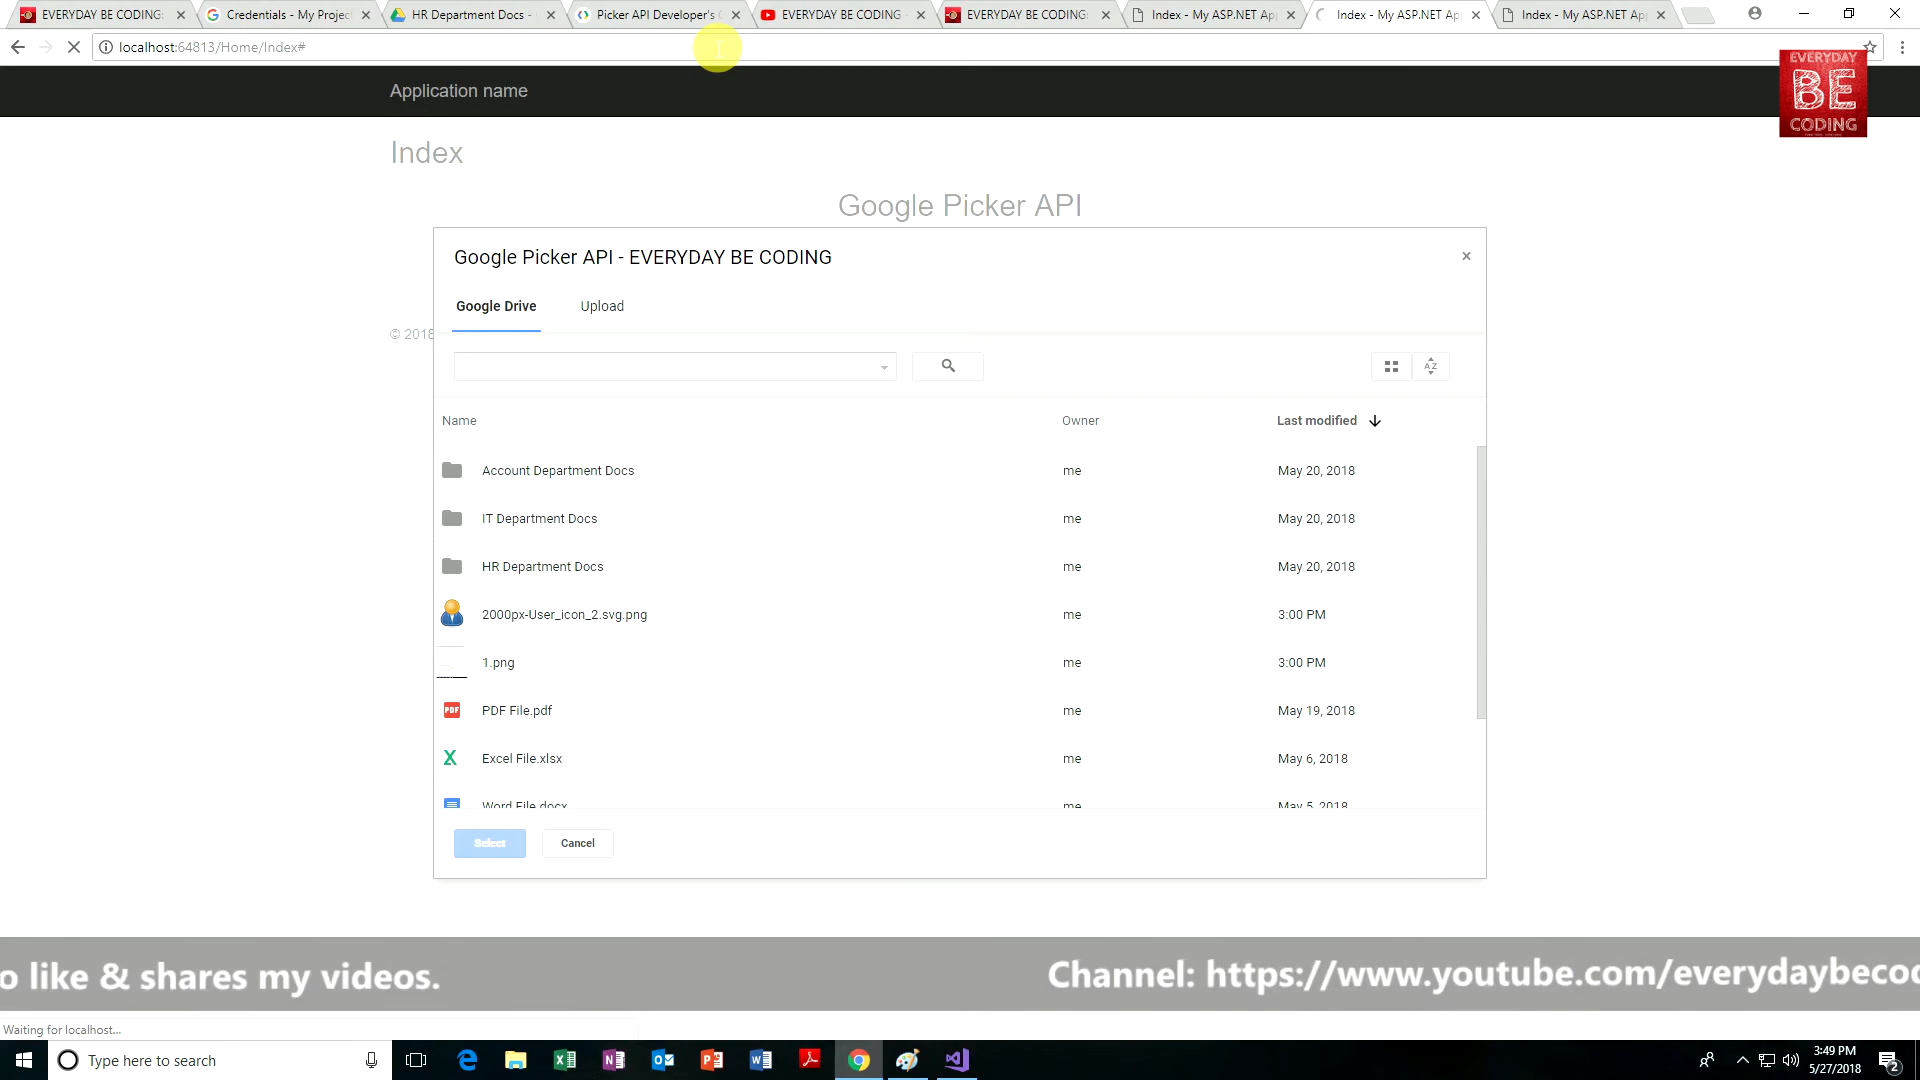 EVERYDAY BE CODING:
Credentials - My Project
HR Department Docs -
Picker API Developer's G
EVERYDAY BE CODING -
EVERYDAY BE CODING:
Index - My ASP.NET Ap
Index - My ASP.NET Ap
Index - My ASP.NET Ap
localhost:64813/Home/Index#
Application name
EVERYDAY
BE
CODING
Index
Google Picker API
Google Picker API - EVERYDAY BE CODING
Google Drive Upload
© 2018
AZ
Name Owner Last modified
Account Department Docs me May 20, 2018
IT Department Docs me May 20, 2018
HR Department Docs me May 20, 2018
2000px-User_icon_2.svg.png me 3:00 PM
1.png me 3:00 PM
PDF PDF File.pdf me May 19, 2018
Excel File.xlsx me May 6, 2018
Word File.docx me May 5, 2018
Select Cancel
o like & shares my videos. Channel: https://www.youtube.com/everydaybecod
Waiting for localhost...
Type here to search
3:49 PM
5/27/2018
2